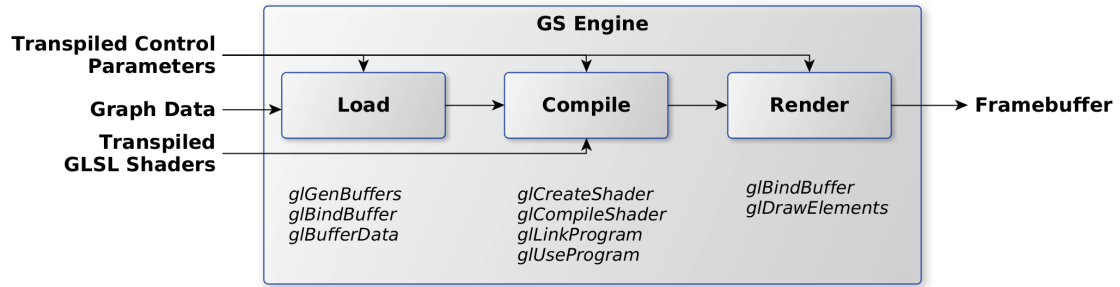 GS Engine
Transpiled Control
Parameters
Graph Data
Transpiled
GLSL Shaders
Load
Compile
Render
Framebuffer
glGenBuffers
glBindBuffer
glBufferData
glCreateShader
glCompileShader
glLinkProgram
glUseProgram
glBindBuffer
glDrawElements